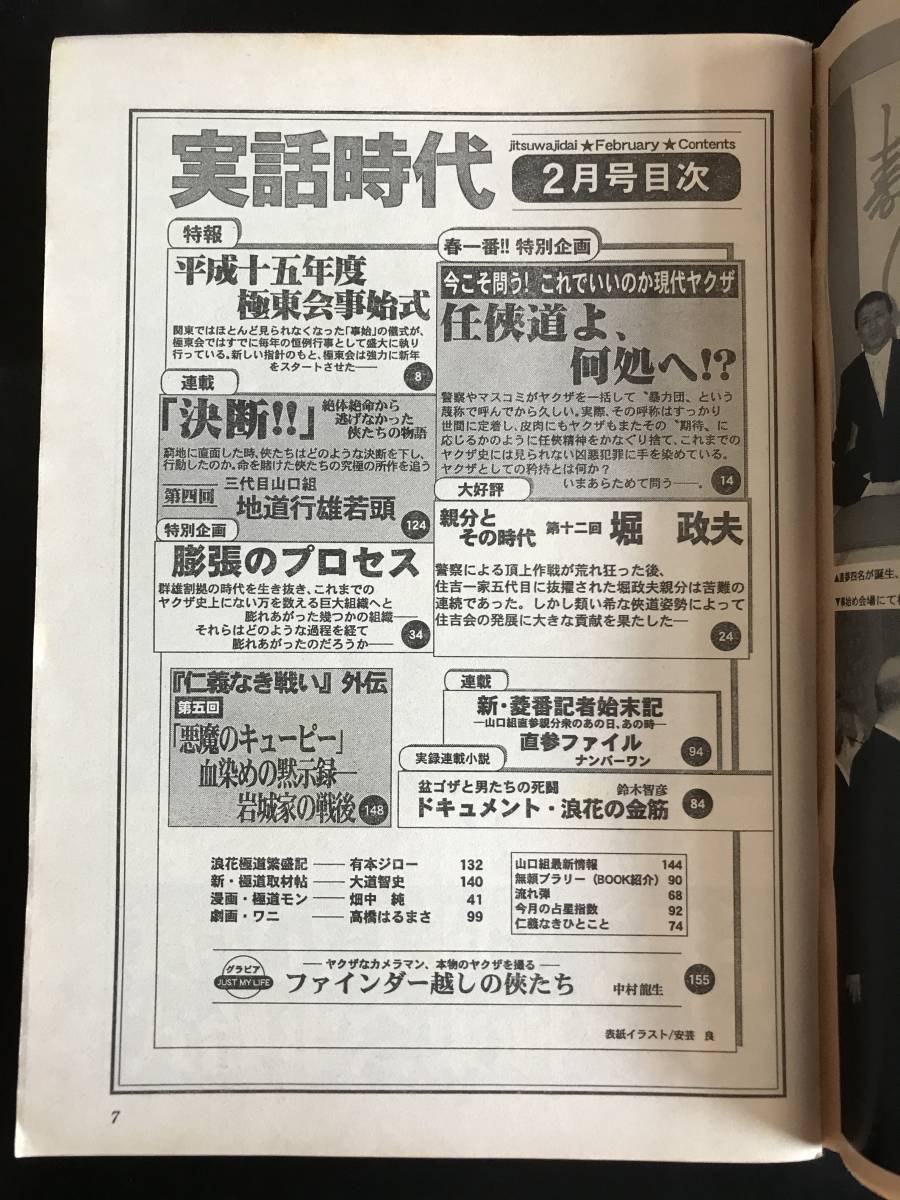 実話時代
jitsuwajidai★February★Contents
2月号目次
特報
平成十五年度
極東会事始式
関東ではほとんど見られなくなった「事始」の儀式が、
極東会ではすでに毎年の恒例行事として盛大に執り
行っている。新しい指針のもと、極東会は強力に新年
をスタートさせた──
8
春一番!! 特別企画
今こそ問う！これでいいのか現代ヤクザ
任俠道よ、
何処へ!?
警察やマスコミがヤクザを一括して〝暴力団〟という
蔑称で呼んでから久しい。実際、その呼称はすっかり
世間に定着し、皮肉にもヤクザもまたその〝期待〟に
応じるかのように任俠精神をかなぐり捨て、これまでの
ヤクザ史には見られない凶悪犯罪に手を染めている。
ヤクザとしての矜持とは何か？
いまあらためて問う──。
14
連載
「決断!!」
絶体絶命から
逃げなかった
俠たちの物語
窮地に直面した時、俠たちはどのような決断を下し、
行動したのか。命を賭けた俠たちの究極の所作を追う
第四回
三代目山口組
地道行雄若頭
124
大好評
親分と
その時代
第十二回
堀 政夫
警察による頂上作戦が荒れ狂った後、
住吉一家五代目に抜擢された堀政夫親分は苦難の
連続であった。しかし類い希な俠道姿勢によって
住吉会の発展に大きな貢献を果たした─
24
特別企画
膨張のプロセス
群雄割拠の時代を生き抜き、これまでの
ヤクザ史上にない万を数える巨大組織へと
膨れあがった幾つかの組織──
それらはどのような過程を経て
膨れあがったのだろうか──
34
『仁義なき戦い』外伝
第五回
「悪魔のキューピー」
血染めの黙示録─
岩城家の戦後
148
連載
新・菱番記者始末記
─山口組直参親分衆のあの日、あの時─
直参ファイル
ナンバーワン
94
実録連載小説
盆ゴザと男たちの死闘
鈴木智彦
ドキュメント・浪花の金筋
84
浪花極道繁盛記 ── 有本ジロー 132
新・極道取材帖 ── 大道智史 140
漫画・極道モン ── 畑中 純 41
劇画・ワニ ── 高橋はるまさ 99
山口組最新情報 144
無頼ブラリー（BOOK紹介） 90
流れ弾 68
今月の占星指数 92
仁義なきひとこと 74
グラビア
JUST MY LIFE
── ヤクザなカメラマン、本物のヤクザを撮る ──
ファインダー越しの俠たち
中村龍生
155
表紙イラスト/安芸 良
7
寿
▲直参四名が誕生、
▼事始め会場にて